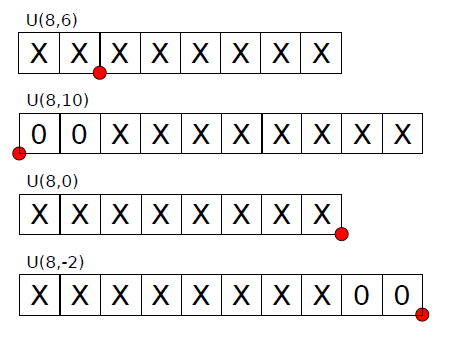 U(8,6)
X X X X X X X X
U(8,10)
0 0 X X X X X X X X
U(8,0)
X X X X X X X X
U(8,-2)
X X X X X X X X 0 0